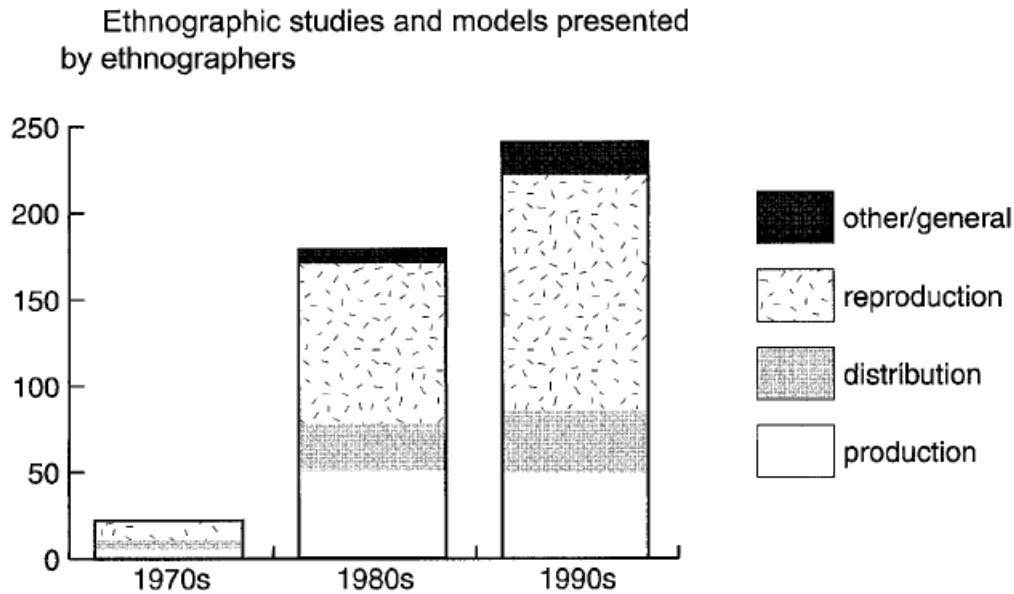 Ethnographic studies and models presented
by ethnographers
250
200
150
100
50
0
1970s 1980s 1990s
other/general
reproduction
distribution
production